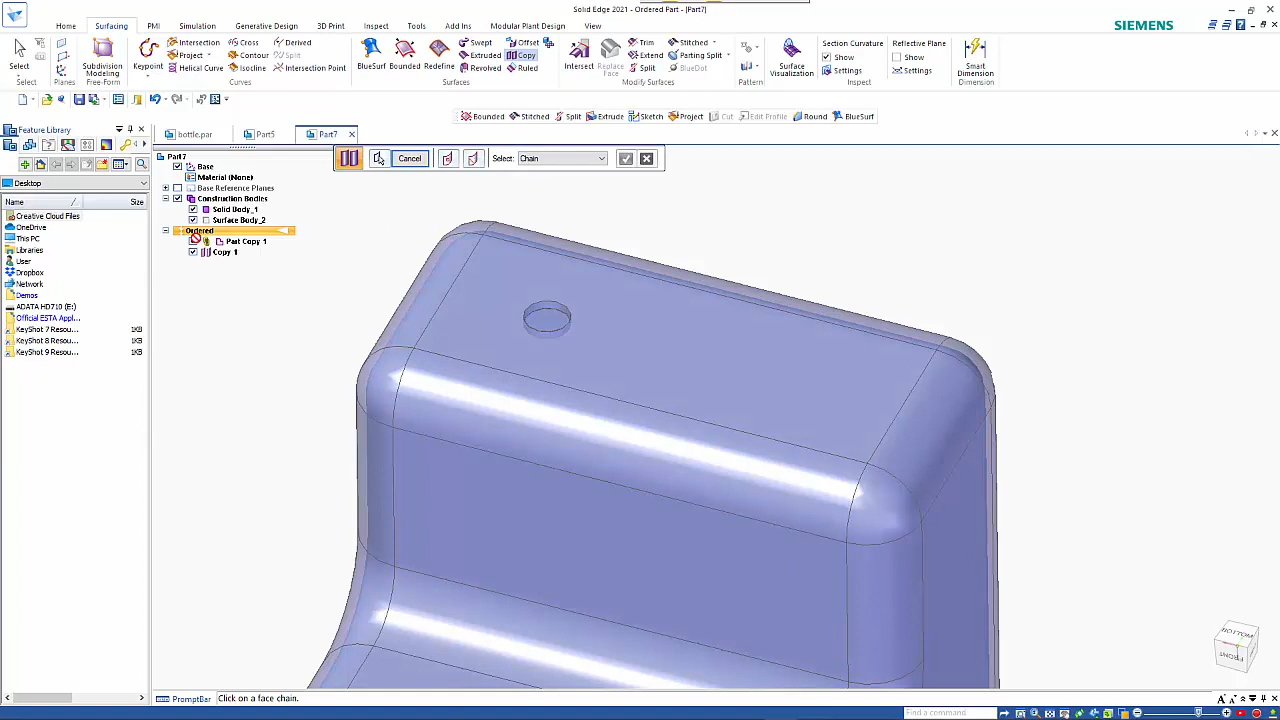 Solid Edge 2021 - Ordered Part - [Part7]
Home Surfacing PMI Simulation Generative Design 3D Print Inspect Tools Add Ins Modular Plant Design View SIEMENS
Select
Select
Planes
Subdivision Modeling
Free-Form
Keypoint
Intersection Cross Derived
Project Contour Split
Helical Curve Isocline Intersection Point
Curves
BlueSurf Bounded Redefine
Swept Offset
Extruded Copy
Revolved Ruled
Surfaces
Intersect
Replace Face
Trim Stitched
Extend Parting Split
Split BlueDot
Modify Surfaces
Pattern
Surface Visualization
Section Curvature
Show
Settings
Inspect
Reflective Plane
Show
Settings
Smart Dimension
Dimension
Bounded Stitched Split Extrude Sketch Project Cut Edit Profile Round BlueSurf
Feature Library
bottle.par Part5 Part7
Cancel Select: Chain
Desktop
Name Size
Creative Cloud Files
OneDrive
This PC
Libraries
User
Dropbox
Network
Demos
ADATA HD710 (E:)
Official ESTA Appl...
KeyShot 7 Resou... 1KB
KeyShot 8 Resou... 1KB
KeyShot 9 Resou... 1KB
Part7
Base
Material (None)
Base Reference Planes
Construction Bodies
Solid Body_1
Surface Body_2
Ordered
Part Copy 1
Copy 1
BOTTOM
FRONT
PromptBar Click on a face chain.
Find a command